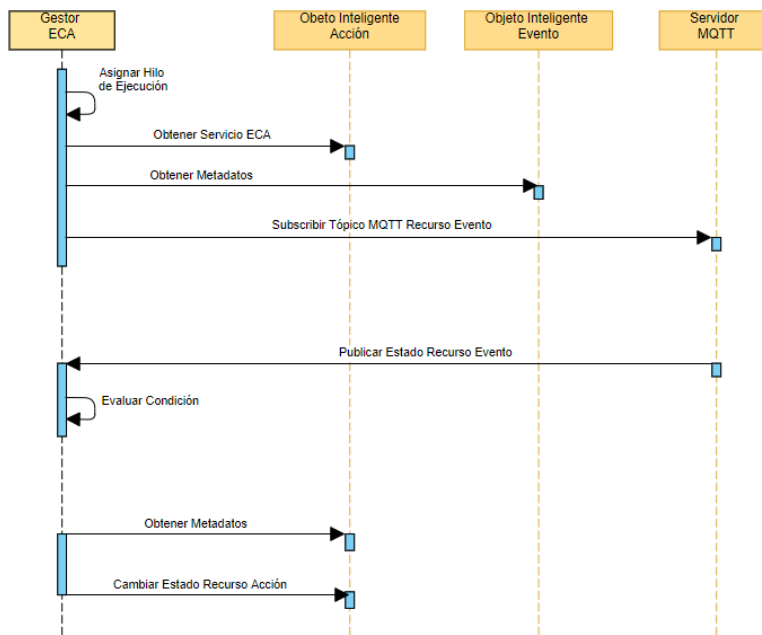 Gestor
ECA
Obeto Inteligente
Acción
Objeto Inteligente
Evento
Servidor
MQTT
Asignar Hilo
de Ejecución
Obtener Servicio ECA
Obtener Metadatos
Subscribir Tópico MQTT Recurso Evento
Publicar Estado Recurso Evento
Evaluar Condición
Obtener Metadatos
Cambiar Estado Recurso Acción